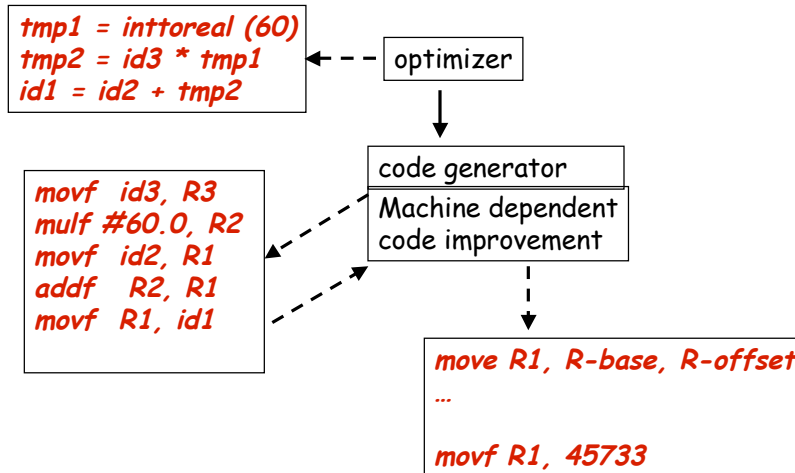 tmp1 = inttoreal (60)
tmp2 = id3 * tmp1
id1 = id2 + tmp2
optimizer
code generator
Machine dependent
code improvement
movf id3, R3
mulf #60.0, R2
movf id2, R1
addf R2, R1
movf R1, id1
move R1, R-base, R-offset
…
movf R1, 45733